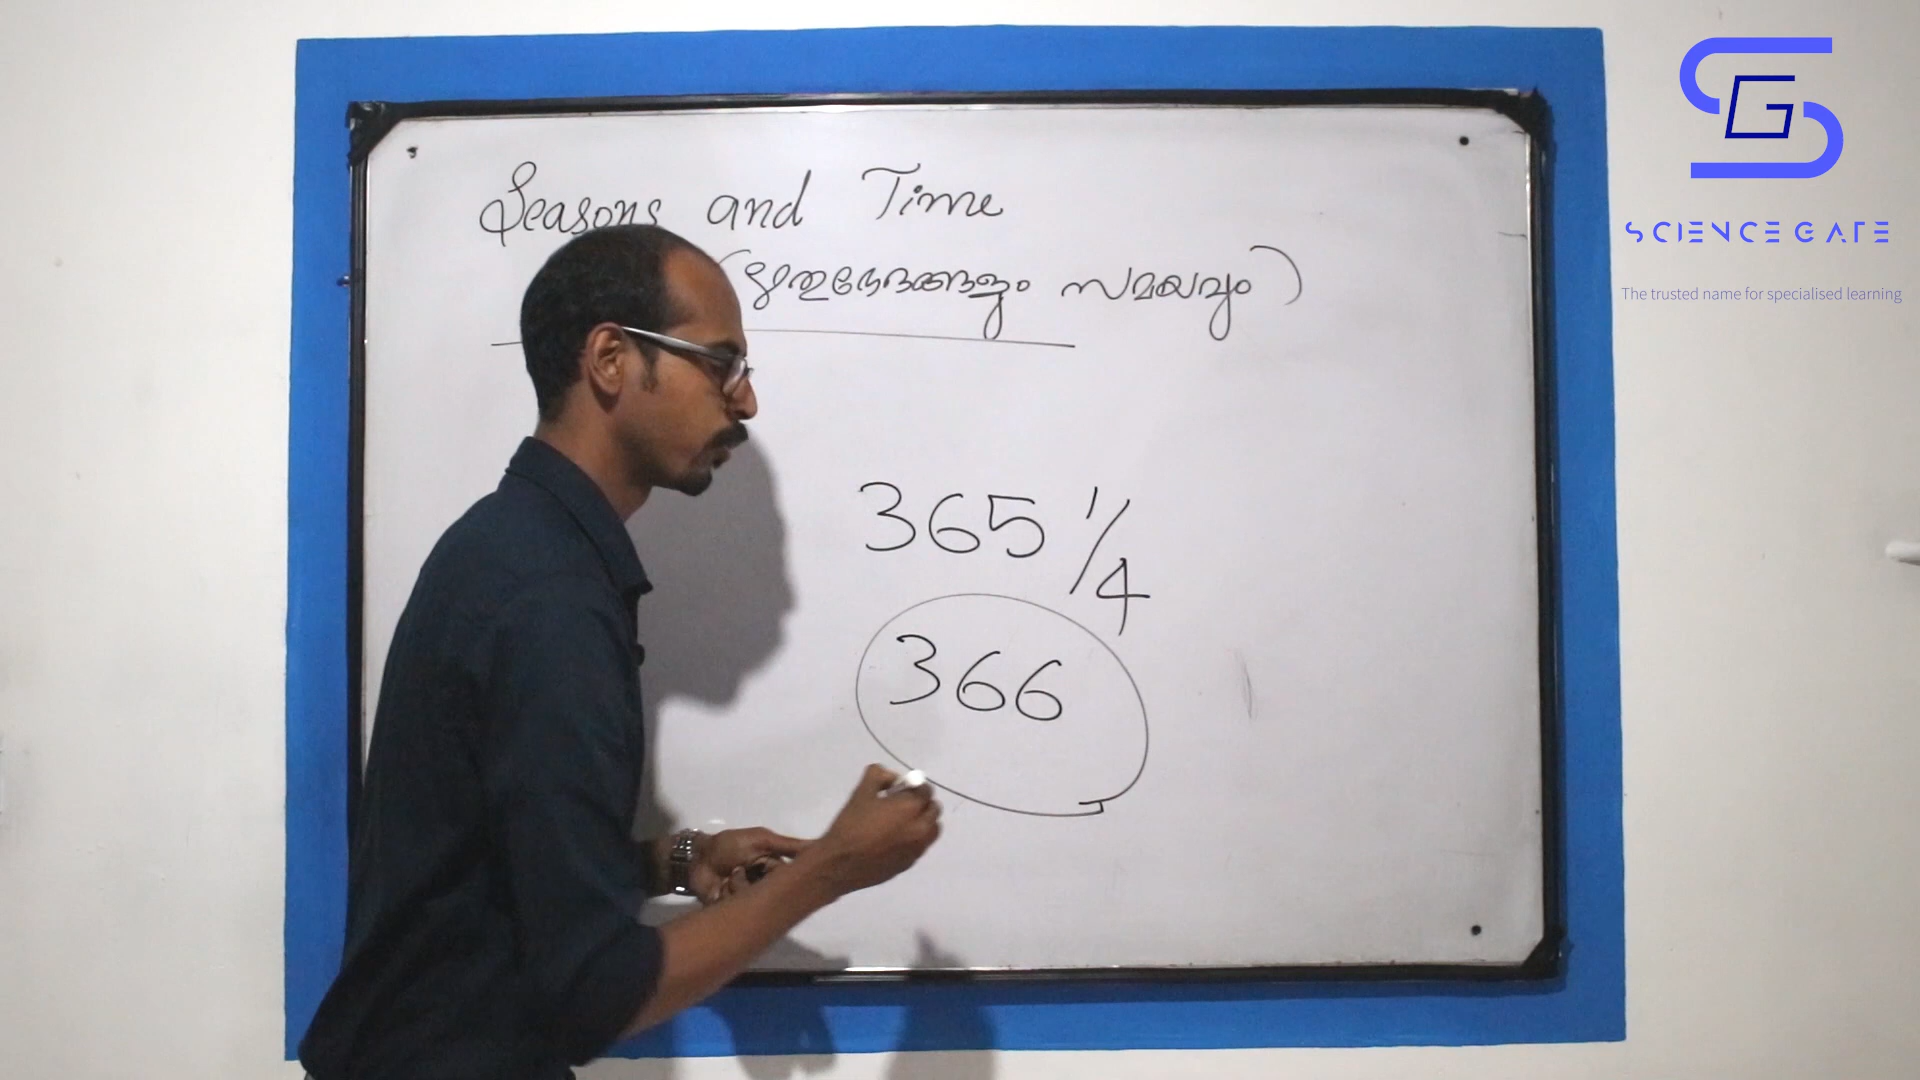 Seasons and Time
(ഋതുഭേദങ്ങളും സമയവും)
365 1/4
366
SCIENCE GATE
The trusted name for specialised learning